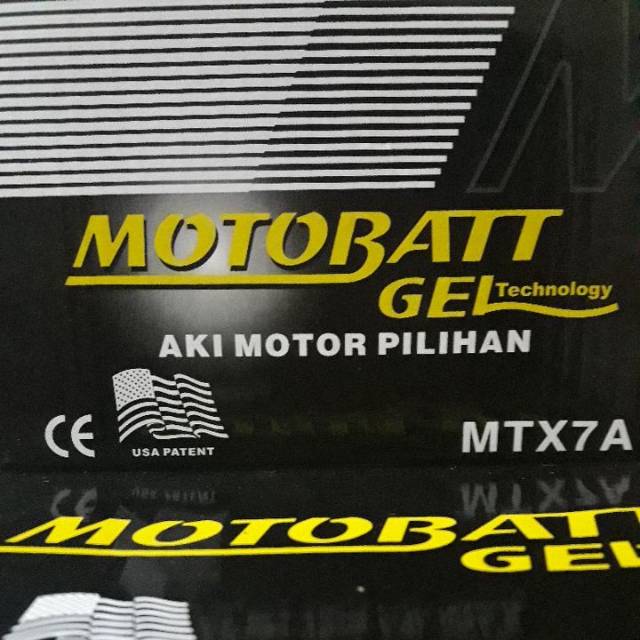 MOTOBATT
GEL Technology
AKI MOTOR PILIHAN
CE
USA PATENT
MTX7A
MOTOBATT
GEL